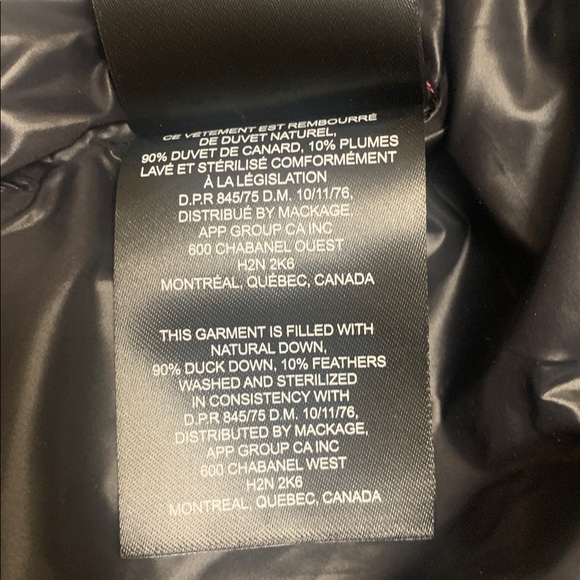 CE VÊTEMENT EST REMBOURRÉ
DE DUVET NATUREL,
90% DUVET DE CANARD, 10% PLUMES
LAVÉ ET STÉRILISÉ CONFORMÉMENT
À LA LÉGISLATION
D.P.R 845/75 D.M. 10/11/76,
DISTRIBUÉ BY MACKAGE,
APP GROUP CA INC
600 CHABANEL OUEST
H2N 2K6
MONTRÉAL, QUÉBEC, CANADA
THIS GARMENT IS FILLED WITH
NATURAL DOWN,
90% DUCK DOWN, 10% FEATHERS
WASHED AND STERILIZED
IN CONSISTENCY WITH
D.P.R 845/75 D.M. 10/11/76,
DISTRIBUTED BY MACKAGE,
APP GROUP CA INC
600 CHABANEL WEST
H2N 2K6
MONTREAL, QUEBEC, CANADA